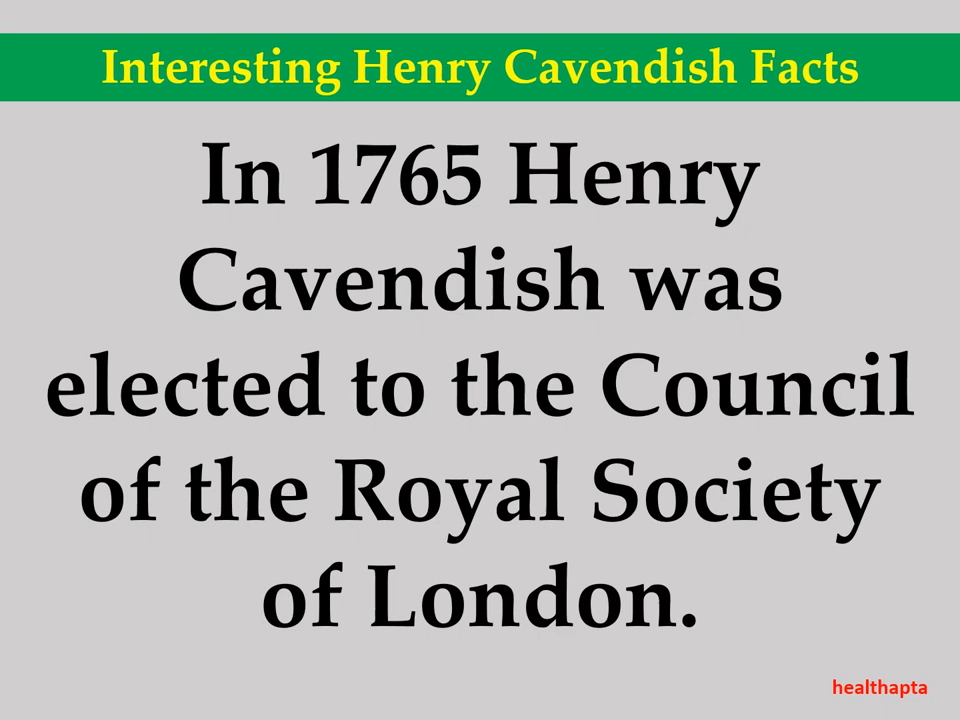 Interesting Henry Cavendish Facts
In 1765 Henry
Cavendish was
elected to the Council
of the Royal Society
of London.
healthapta